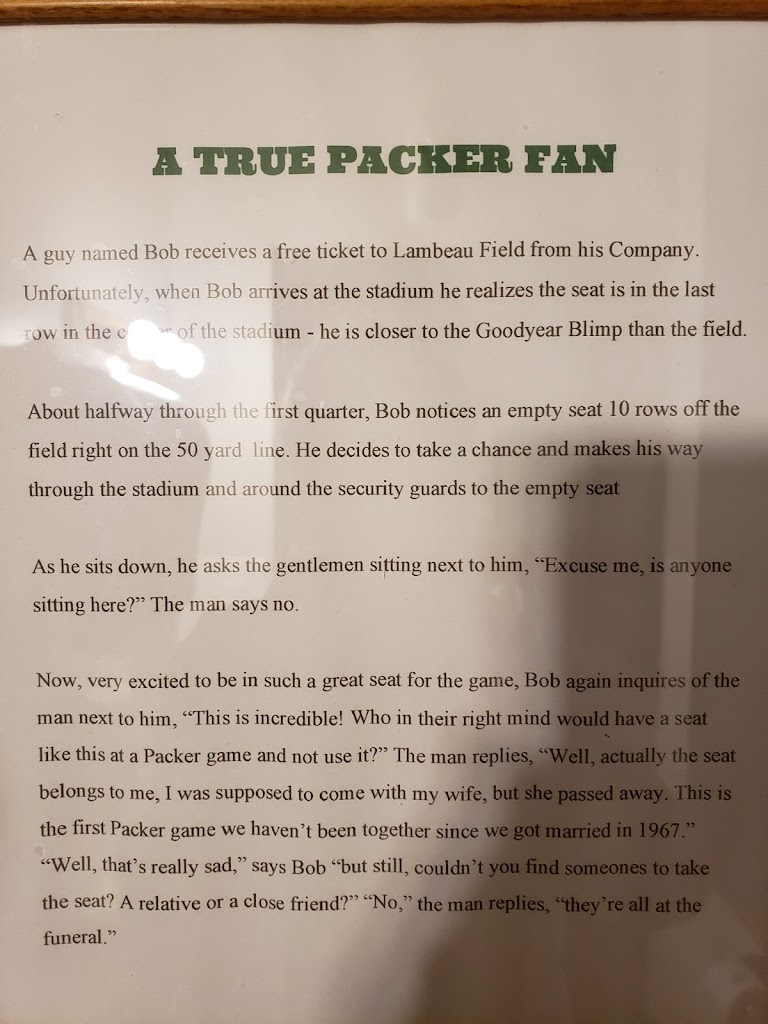 A TRUE PACKER FAN
A guy named Bob receives a free ticket to Lambeau Field from his Company.
Unfortunately, when Bob arrives at the stadium he realizes the seat is in the last
row in the of the stadium - he is closer to the Goodyear Blimp than the field.
About halfway through the first quarter, Bob notices an empty seat 10 rows off the
field right on the 50 yard line. He decides to take a chance and makes his way
through the stadium and around the security guards to the empty seat
As he sits down, he asks the gentlemen sitting next to him, “Excuse me, is anyone
sitting here?” The man says no.
Now, very excited to be in such a great seat for the game, Bob again inquires of the
man next to him, “This is incredible! Who in their right mind would have a seat
like this at a Packer game and not use it?” The man replies, “Well, actually the seat
belongs to me, I was supposed to come with my wife, but she passed away. This is
the first Packer game we haven’t been together since we got married in 1967.”
“Well, that’s really sad,” says Bob “but still, couldn’t you find someones to take
the seat? A relative or a close friend?” “No,” the man replies, “they’re all at the
funeral.”